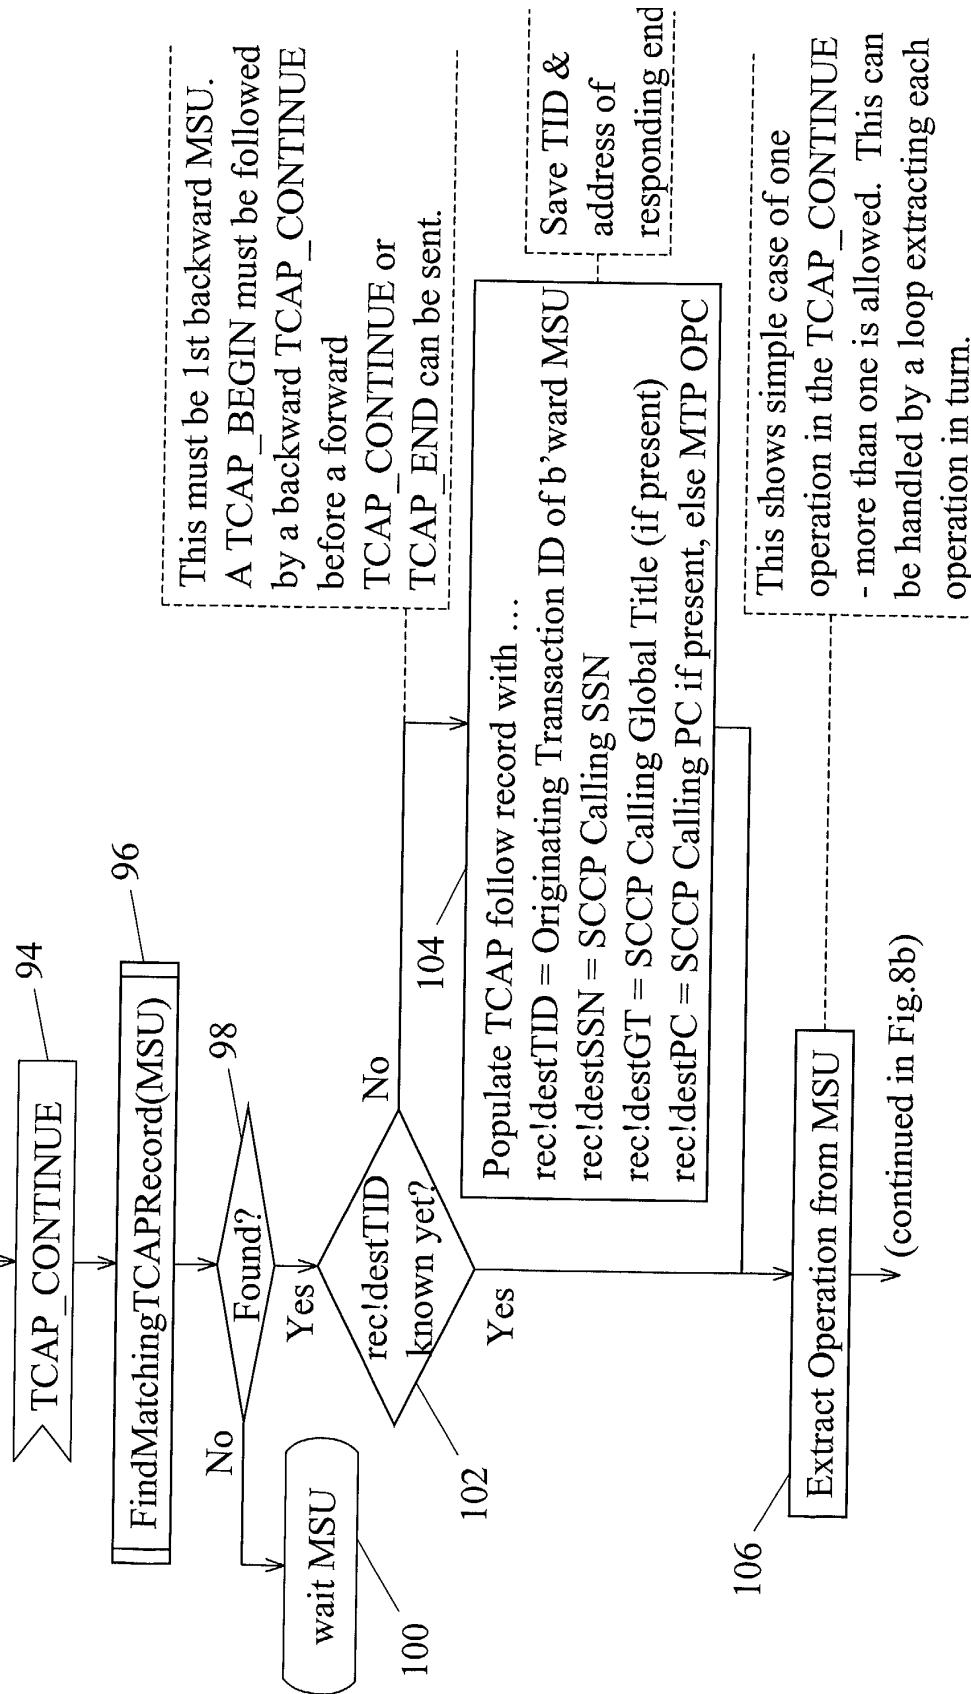 TCAP_CONTINUE
94
FindMatchingTCAPRecord(MSU)
96
Found?
98
No
Yes
wait MSU
100
rec!destTID
known yet?
102
No
Yes
This must be 1st backward MSU.
A TCAP_BEGIN must be followed
by a backward TCAP_CONTINUE
before a forward
TCAP_CONTINUE or
TCAP_END can be sent.
104
Populate TCAP follow record with ...
rec!destTID = Originating Transaction ID of b'ward MSU
rec!destSSN = SCCP Calling SSN
rec!destGT = SCCP Calling Global Title (if present)
rec!destPC = SCCP Calling PC if present, else MTP OPC
Save TID &
address of
responding end
106
Extract Operation from MSU
This shows simple case of one
operation in the TCAP_CONTINUE
- more than one is allowed. This can
be handled by a loop extracting each
operation in turn.
(continued in Fig.8b)